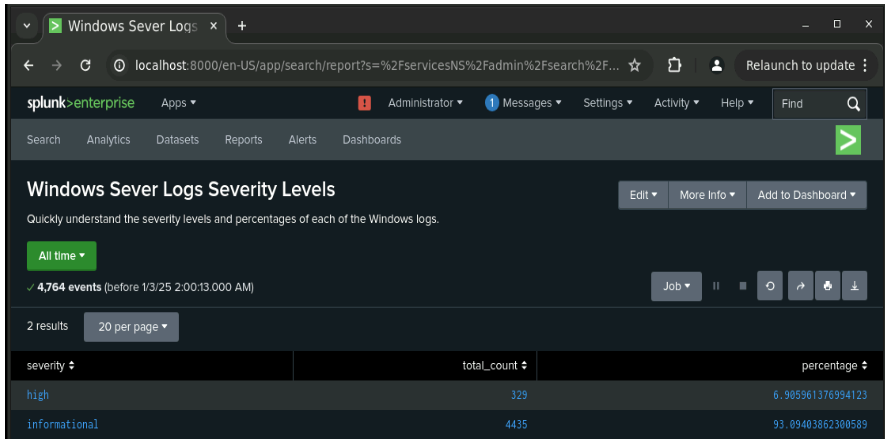 Windows Sever Logs
localhost:8000/en-US/app/search/report?s=%2FservicesNS%2Fadmin%2Fsearch%2F... Relaunch to update
splunk>enterprise Apps Administrator 1 Messages Settings Activity Help Find
Search Analytics Datasets Reports Alerts Dashboards
Windows Sever Logs Severity Levels
Edit More Info Add to Dashboard
Quickly understand the severity levels and percentages of each of the Windows logs.
All time
4,764 events (before 1/3/25 2:00:13.000 AM) Job
2 results 20 per page
severity total_count percentage
high 329 6.905961376994123
informational 4435 93.09403862300589